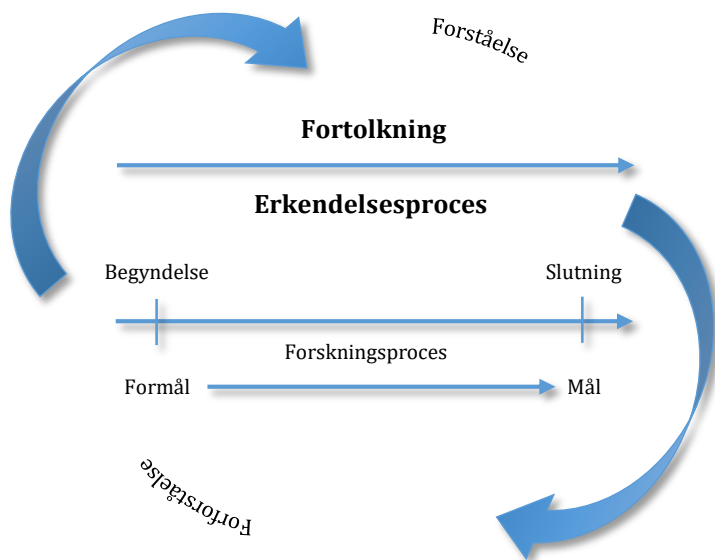 Forståelse
Fortolkning
Erkendelsesproces
Begyndelse
Slutning
Forskningsproces
Formål
Mål
Forforståelse